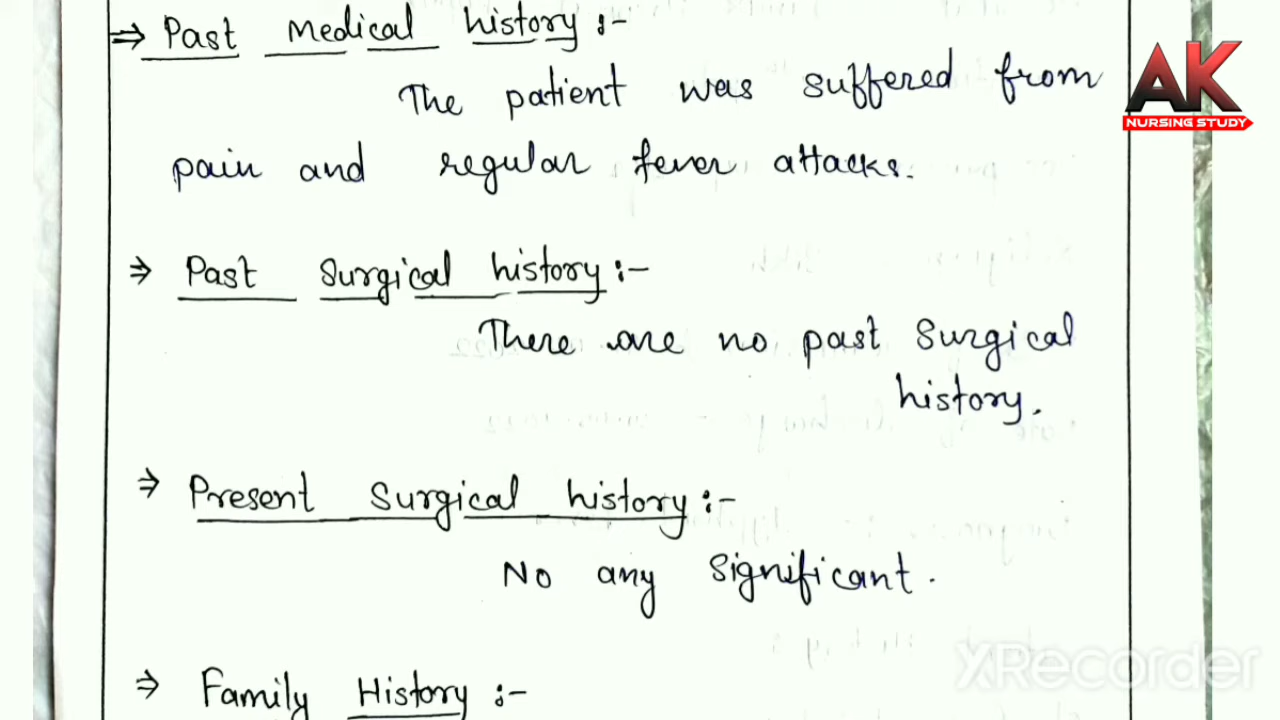 ⇒ Past Medical history :-
AK
NURSING STUDY
The patient was suffered from
pain and regular fever attacks.
⇒ Past Surgical history :-
There are no past surgical
history.
⇒ Present Surgical history :-
No any significant.
XRecorder
⇒ Family History :-